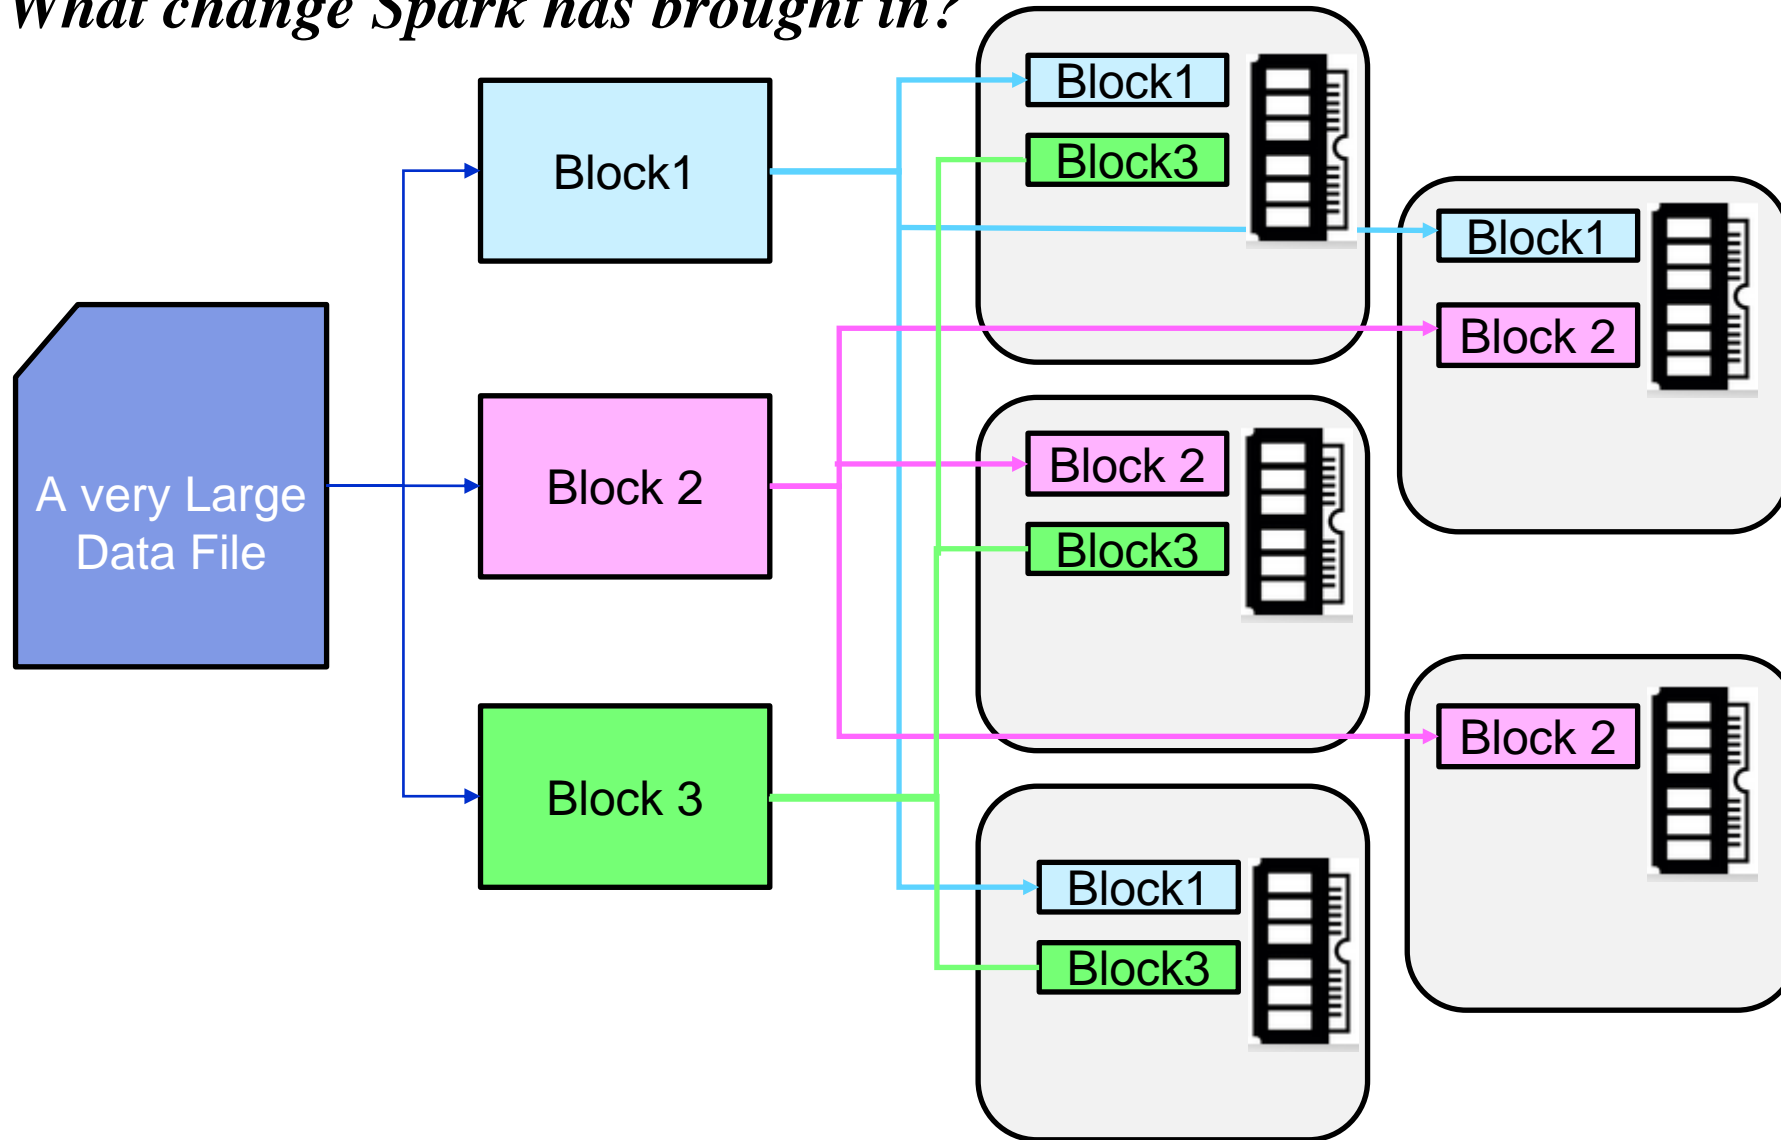 What change Spark has brought in?
Block1
Block1
Block3
Block1
Block 2
A very Large
Data File
Block 2
Block 2
Block3
Block 3
Block 2
Block1
Block3